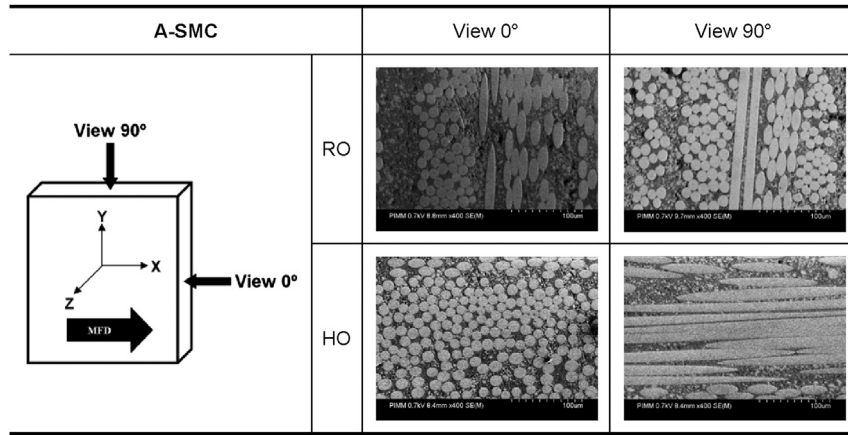 A-SMC View 0° View 90°
View 90°
Y
X
Z
View 0°
MFD
RO
PIMM 0.7kV 8.8mm x400 SE(M) 100um
PIMM 0.7kV 9.7mm x400 SE(M) 100um
HO
PIMM 0.7kV 8.4mm x400 SE(M) 100um
PIMM 0.7kV 8.4mm x400 SE(M) 100um